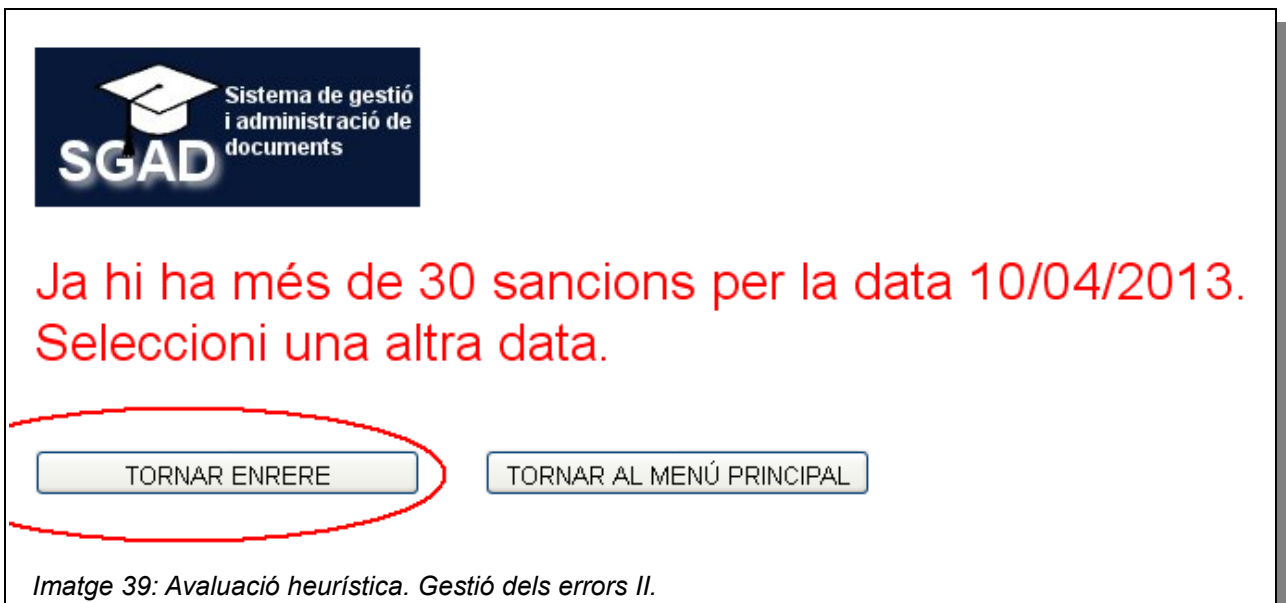 Sistema de gestió
i administració de
documents
SGAD
Ja hi ha més de 30 sancions per la data 10/04/2013.
Seleccioni una altra data.
TORNAR ENRERE
TORNAR AL MENÚ PRINCIPAL
Imatge 39: Avaluació heurística. Gestió dels errors II.